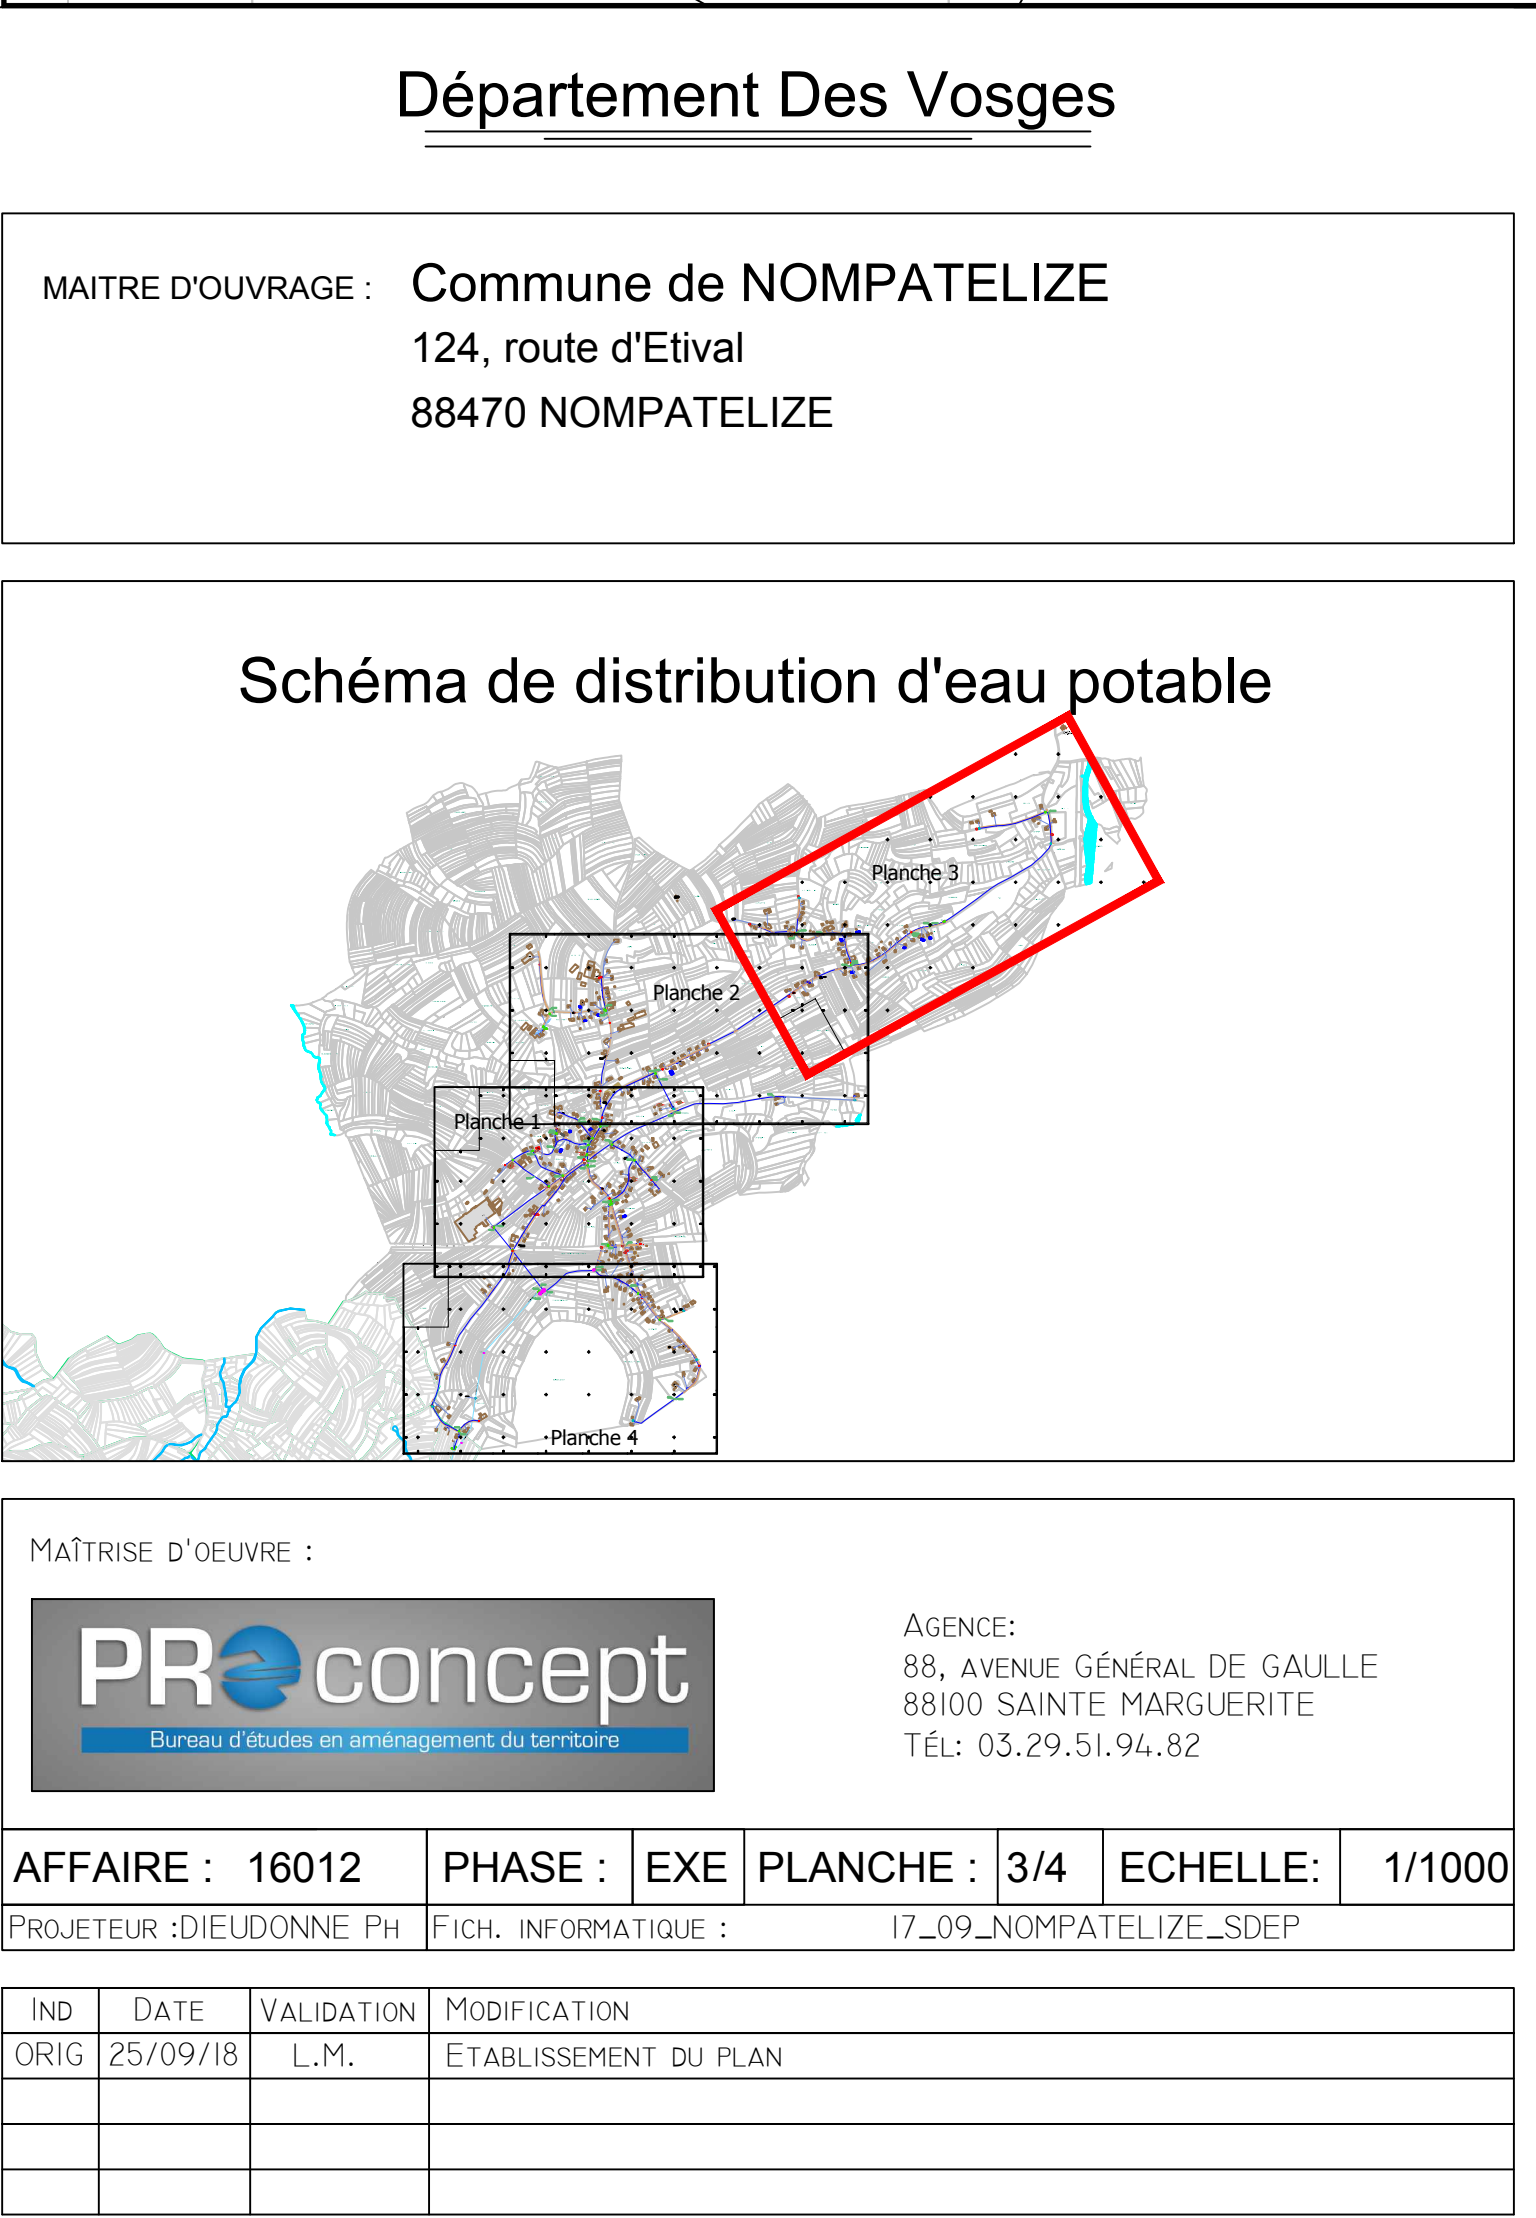 Département Des Vosges
MAITRE D'OUVRAGE : Commune de NOMPATELIZE
124, route d'Etival
88470 NOMPATELIZE
Schéma de distribution d'eau potable
Planche 3
Planche 2
Planche 1
Planche 4
MAÎTRISE D'OEUVRE :
PROconcept
Bureau d'études en aménagement du territoire
AGENCE:
88, AVENUE GÉNÉRAL DE GAULLE
88100 SAINTE MARGUERITE
TÉL: 03.29.51.94.82
AFFAIRE : 16012 PHASE : EXE PLANCHE : 3/4 ECHELLE: 1/1000
PROJETEUR :DIEUDONNE PH FICH. INFORMATIQUE : 17_09_NOMPATELIZE_SDEP
IND DATE VALIDATION MODIFICATION
ORIG 25/09/18 L.M. ETABLISSEMENT DU PLAN